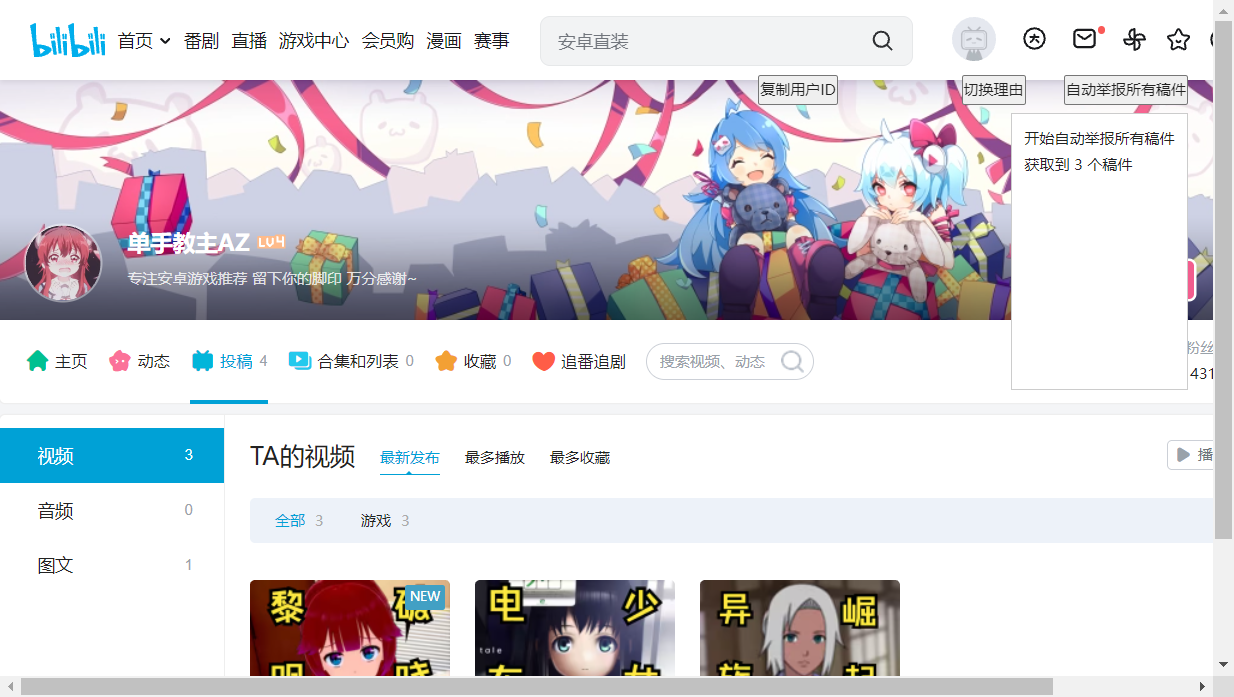 bilibili 首页 番剧 直播 游戏中心 会员购 漫画 赛事 安卓直装
复制用户ID 切换理由 自动举报所有稿件
开始自动举报所有稿件
获取到 3 个稿件
单手教主AZ LV4
专注安卓游戏推荐 留下你的脚印 万分感谢~
主页 动态 投稿 4 合集和列表 0 收藏 0 追番追剧 搜索视频、动态 粉丝
431
视频 3
音频 0
图文 1
TA的视频 最新发布 最多播放 最多收藏 播
全部 3 游戏 3
NEW
黎 电 少 异 崛
tale